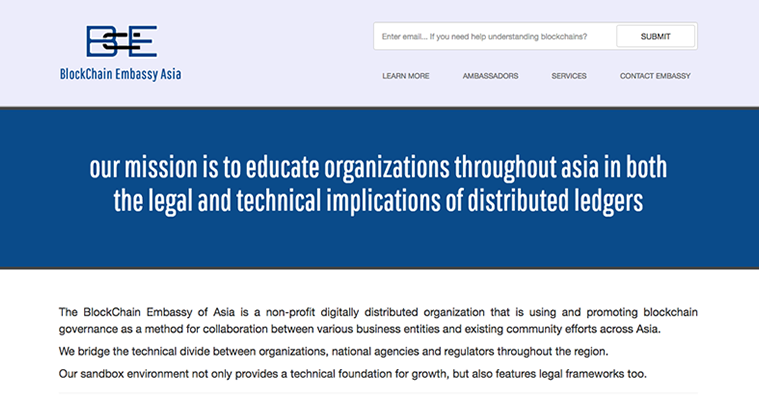 BCE
BlockChain Embassy Asia
Enter email... If you need help understanding blockchains?
SUBMIT
LEARN MORE
AMBASSADORS
SERVICES
CONTACT EMBASSY
our mission is to educate organizations throughout asia in both
the legal and technical implications of distributed ledgers
The BlockChain Embassy of Asia is a non-profit digitally distributed organization that is using and promoting blockchain
governance as a method for collaboration between various business entities and existing community efforts across Asia.
We bridge the technical divide between organizations, national agencies and regulators throughout the region.
Our sandbox environment not only provides a technical foundation for growth, but also features legal frameworks too.